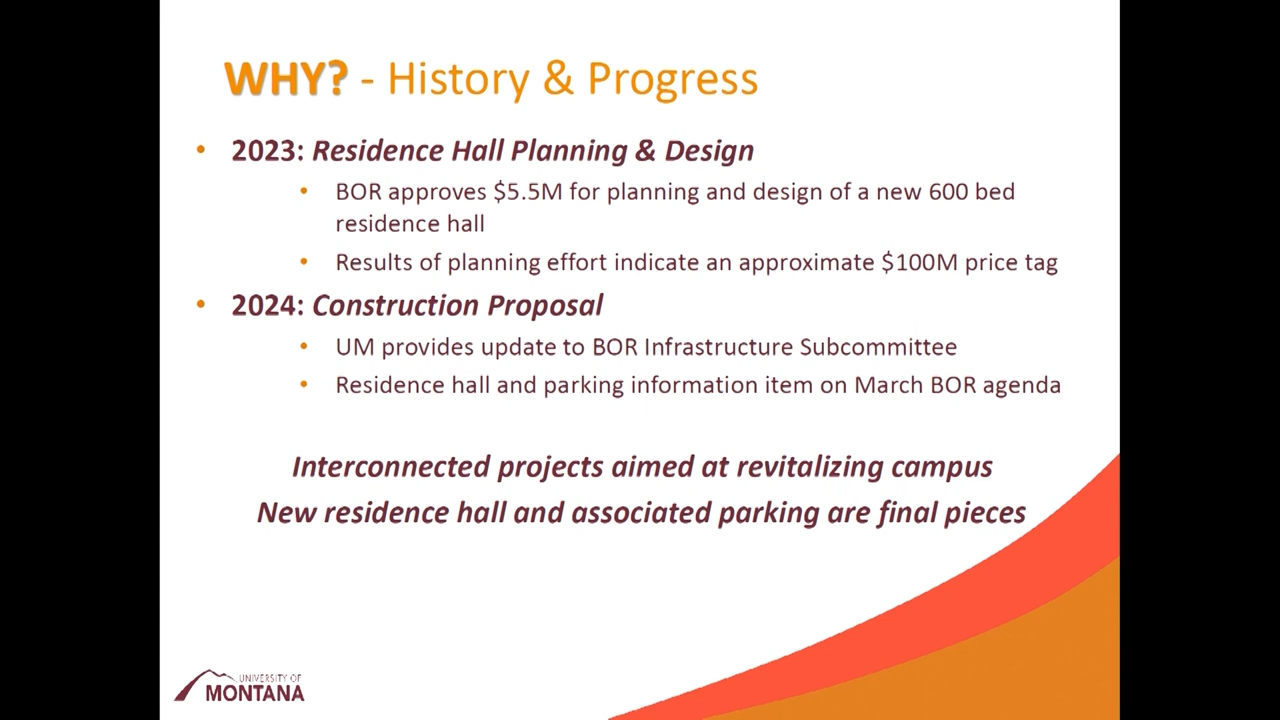 WHY? - History & Progress
• 2023: Residence Hall Planning & Design
• BOR approves $5.5M for planning and design of a new 600 bed
residence hall
• Results of planning effort indicate an approximate $100M price tag
• 2024: Construction Proposal
• UM provides update to BOR Infrastructure Subcommittee
• Residence hall and parking information item on March BOR agenda
Interconnected projects aimed at revitalizing campus
New residence hall and associated parking are final pieces
UNIVERSITY OF
MONTANA